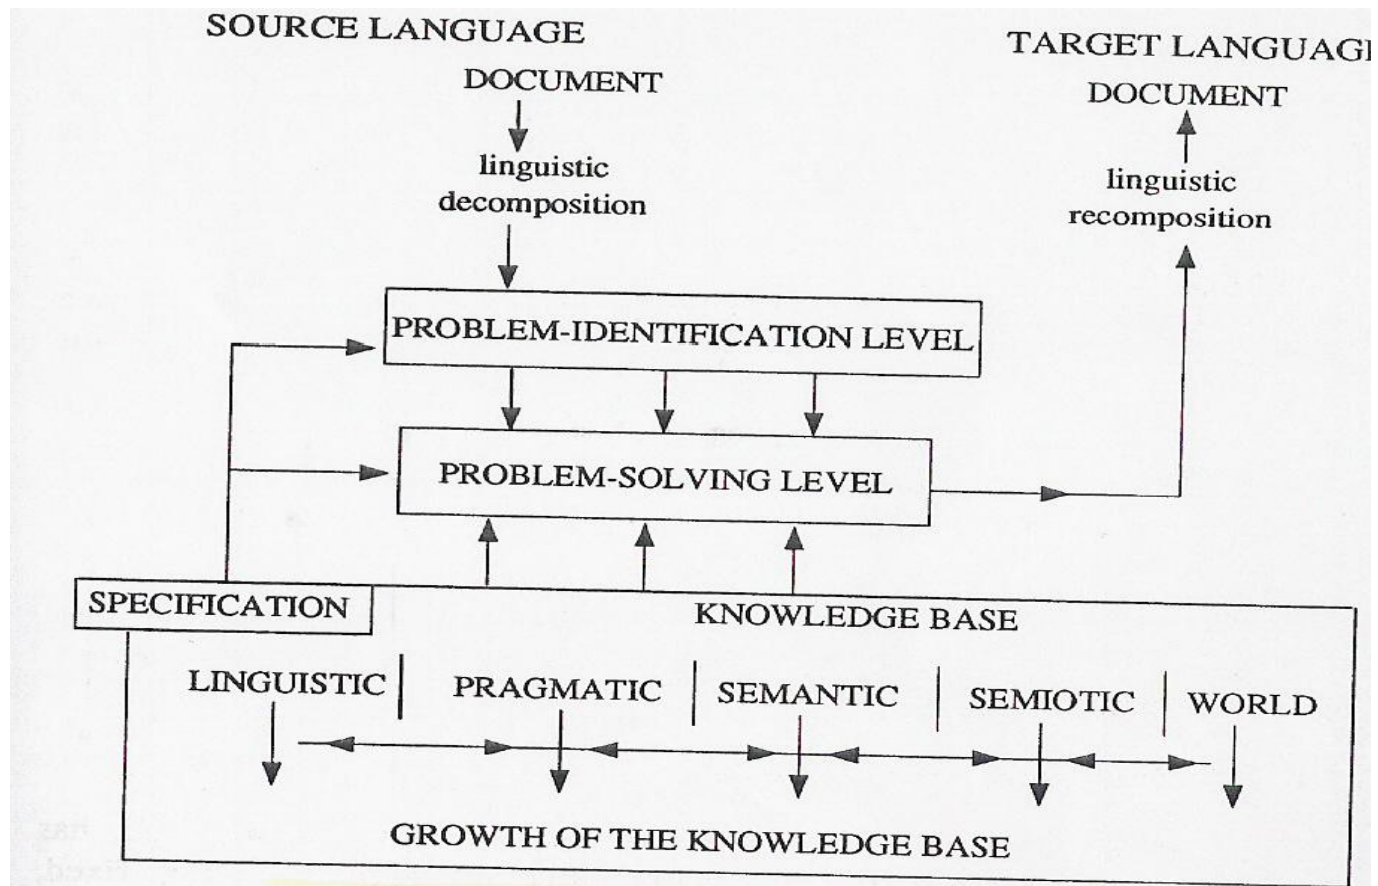 SOURCE LANGUAGE
DOCUMENT
linguistic
decomposition
TARGET LANGUAGE
DOCUMENT
linguistic
recomposition
PROBLEM-IDENTIFICATION LEVEL
PROBLEM-SOLVING LEVEL
SPECIFICATION
KNOWLEDGE BASE
LINGUISTIC
PRAGMATIC
SEMANTIC
SEMIOTIC
WORLD
GROWTH OF THE KNOWLEDGE BASE